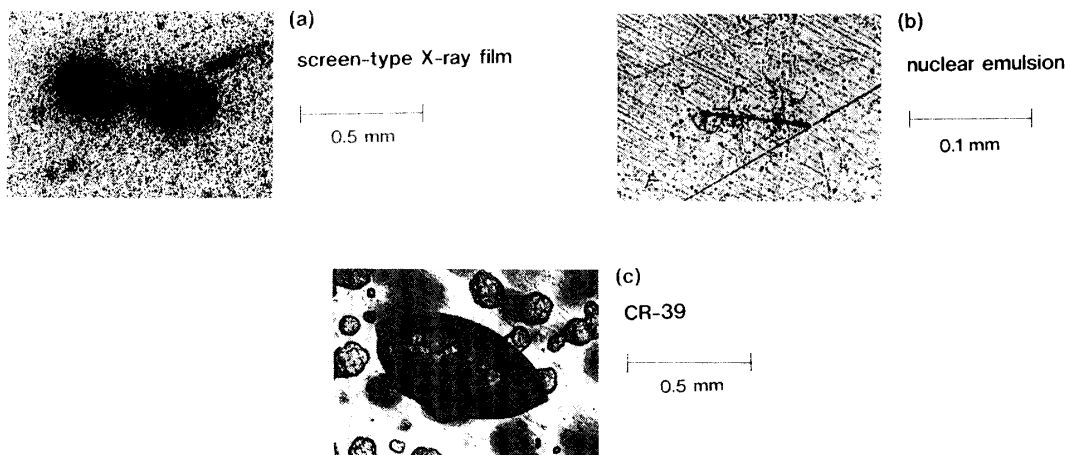 (a)
screen-type X-ray film
0.5 mm
(b)
nuclear emulsion
0.1 mm
(c)
CR-39
0.5 mm